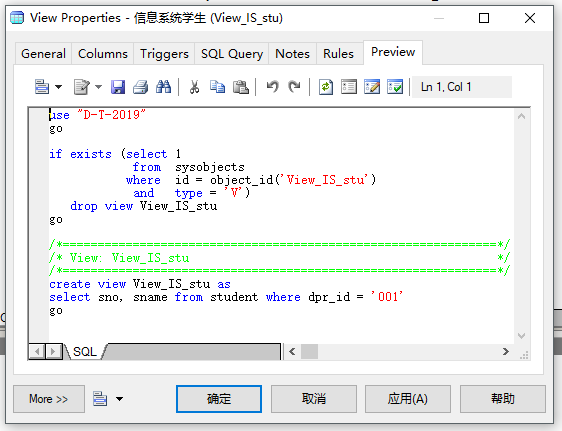 View Properties - 信息系统学生 (View_IS_stu)
General Columns Triggers SQL Query Notes Rules Preview
Ln 1, Col 1
use "D-T-2019"
go
if exists (select 1
from sysobjects
where id = object_id('View_IS_stu')
and type = 'V')
drop view View_IS_stu
go
/*==============================================================*/
/* View: View_IS_stu */
/*==============================================================*/
create view View_IS_stu as
select sno, sname from student where dpr_id = '001'
go
SQL
More >> 确定 取消 应用(A) 帮助